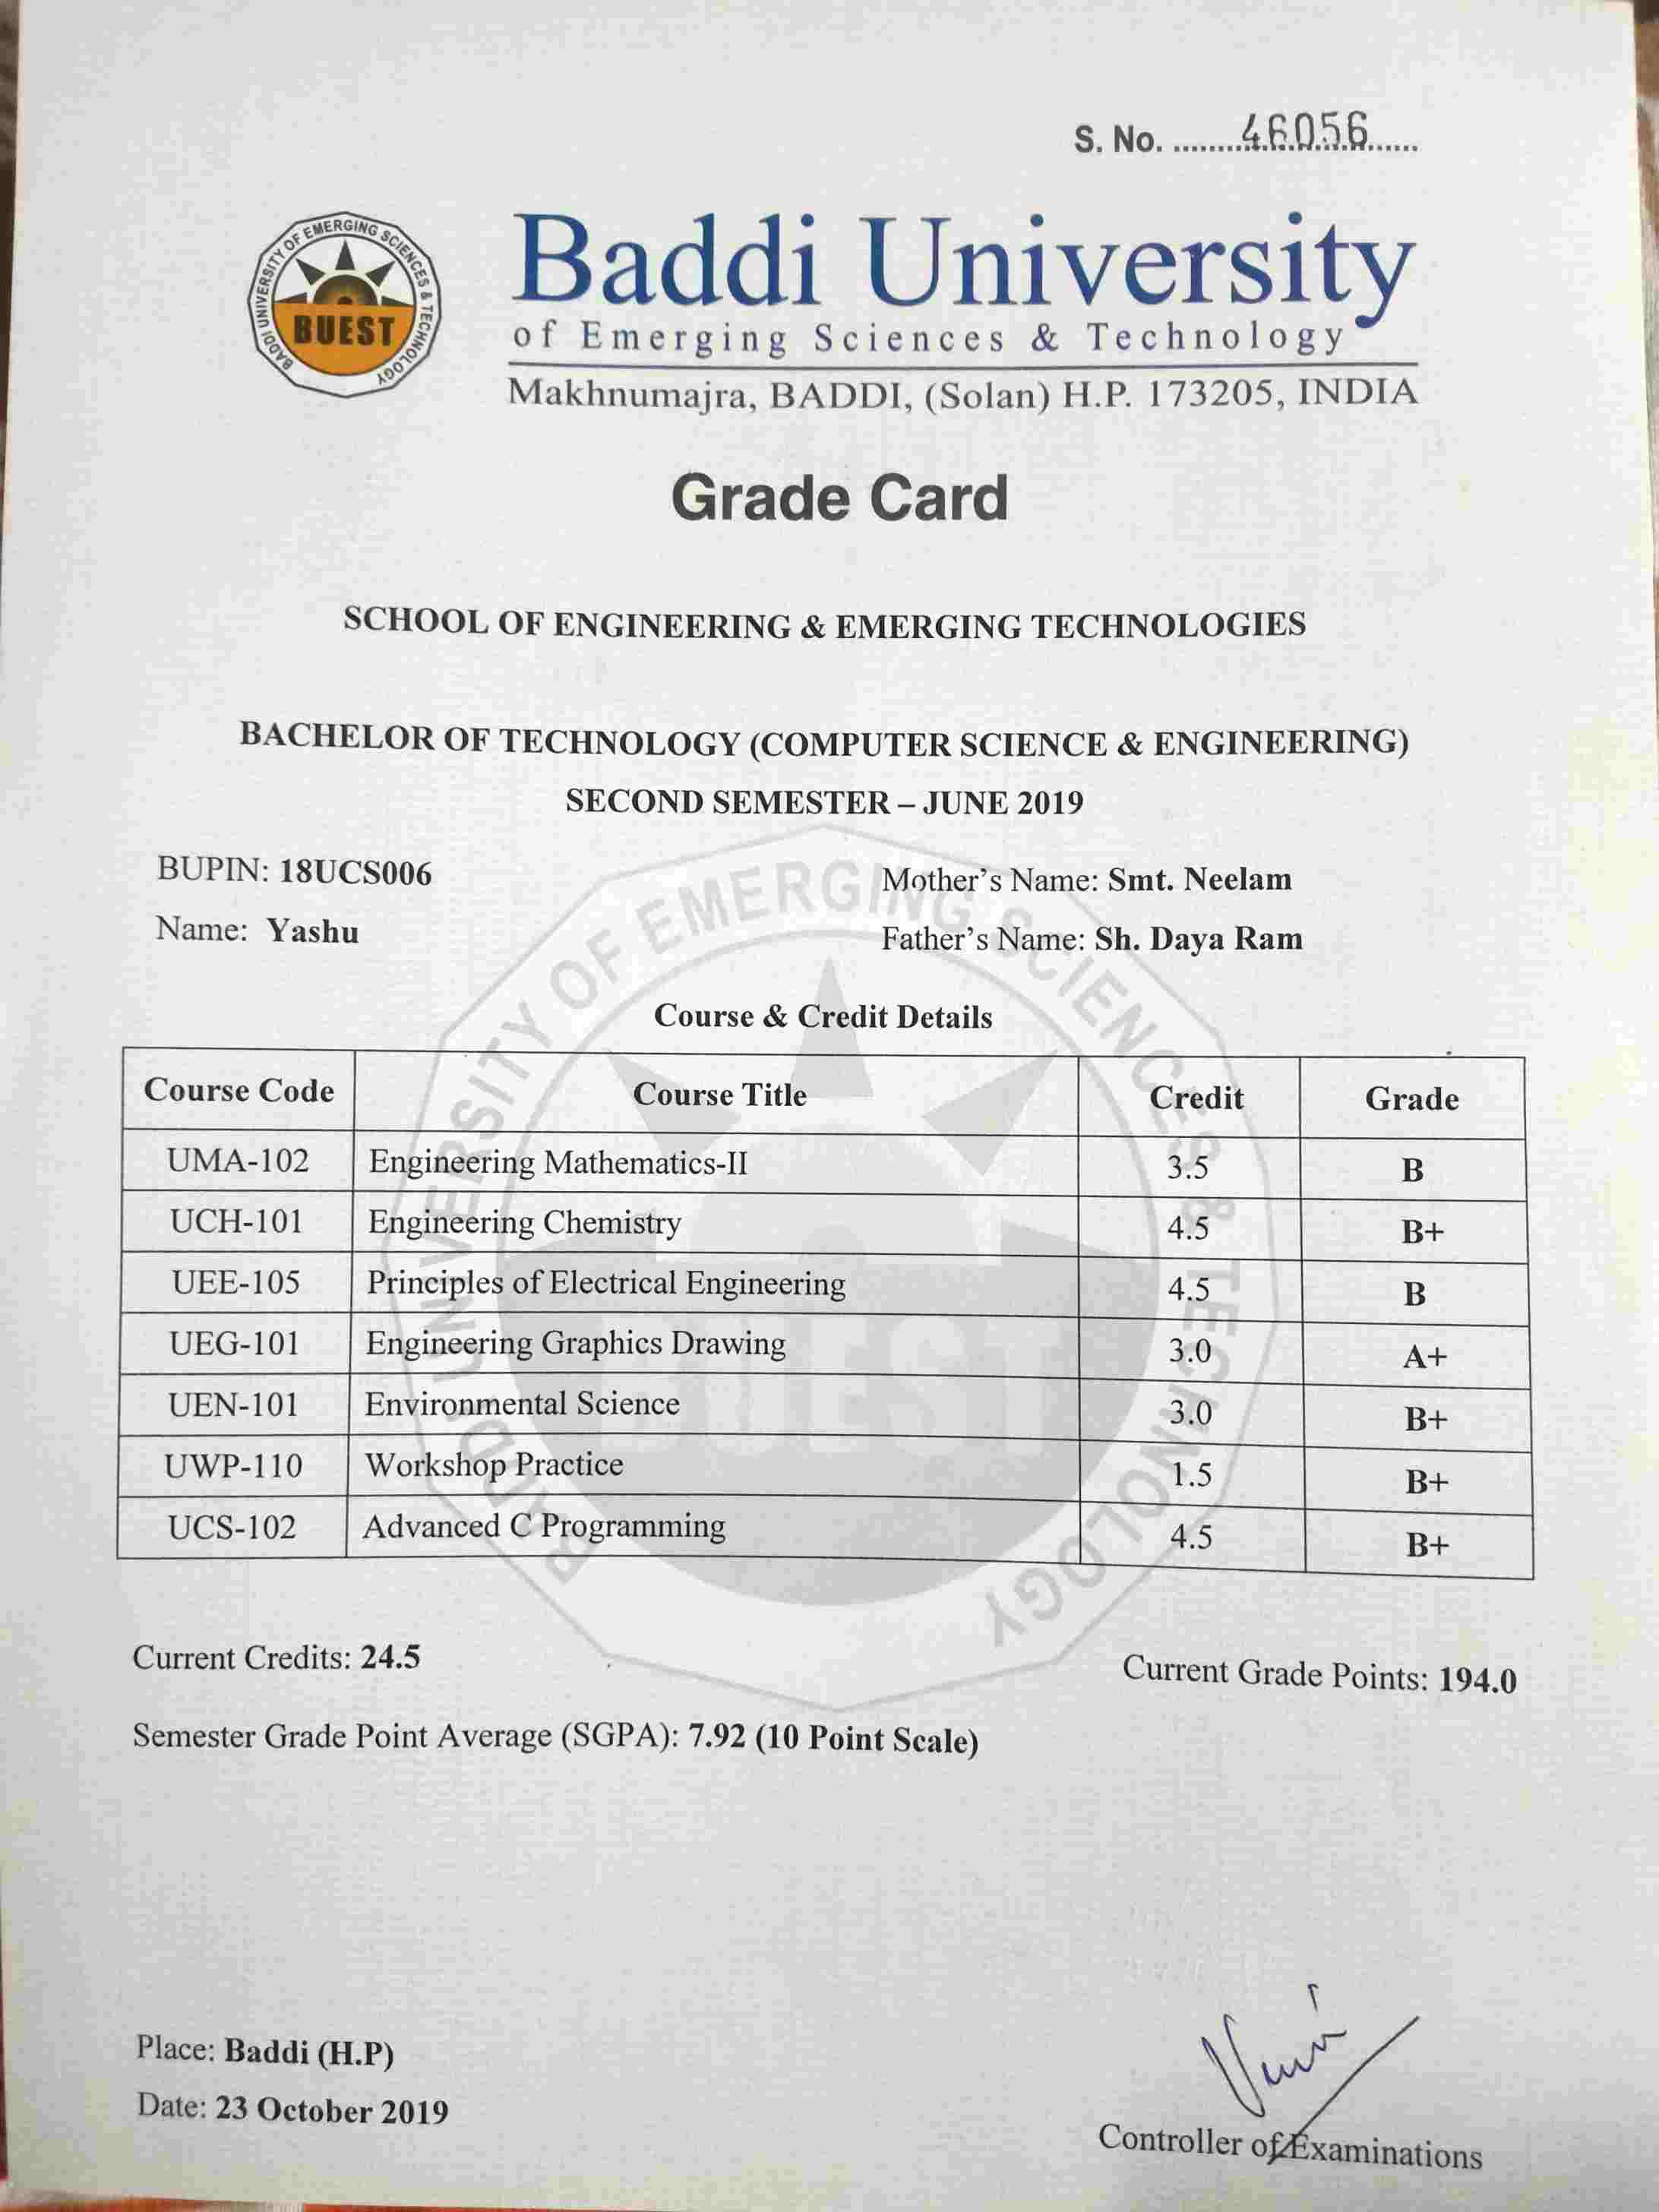 S. No. .........46056......
BADDI UNIVERSITY OF EMERGING SCIENCES & TECHNOLOGY
BUEST
Baddi University
of Emerging Sciences & Technology
Makhnumajra, BADDI, (Solan) H.P. 173205, INDIA
Grade Card
SCHOOL OF ENGINEERING & EMERGING TECHNOLOGIES
BACHELOR OF TECHNOLOGY (COMPUTER SCIENCE & ENGINEERING)
SECOND SEMESTER – JUNE 2019
BUPIN: 18UCS006 Mother's Name: Smt. Neelam
Name: Yashu Father's Name: Sh. Daya Ram
Course & Credit Details
Course Code Course Title Credit Grade
UMA-102 Engineering Mathematics-II 3.5 B
UCH-101 Engineering Chemistry 4.5 B+
UEE-105 Principles of Electrical Engineering 4.5 B
UEG-101 Engineering Graphics Drawing 3.0 A+
UEN-101 Environmental Science 3.0 B+
UWP-110 Workshop Practice 1.5 B+
UCS-102 Advanced C Programming 4.5 B+
BADDI UNIVERSITY OF EMERGING SCIENCES & TECHNOLOGY
BUEST
Current Credits: 24.5 Current Grade Points: 194.0
Semester Grade Point Average (SGPA): 7.92 (10 Point Scale)
Place: Baddi (H.P)
Date: 23 October 2019
Controller of Examinations